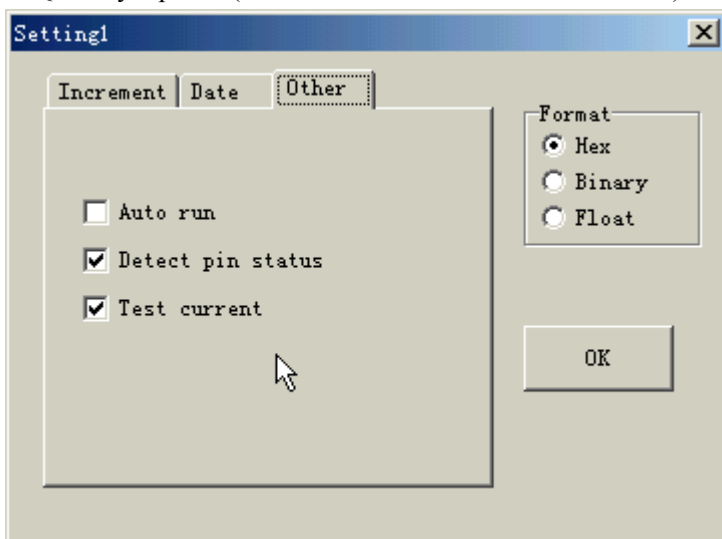 Setting1
Increment
Date
Other
Auto run
Detect pin status
Test current
Format
Hex
Binary
Float
OK